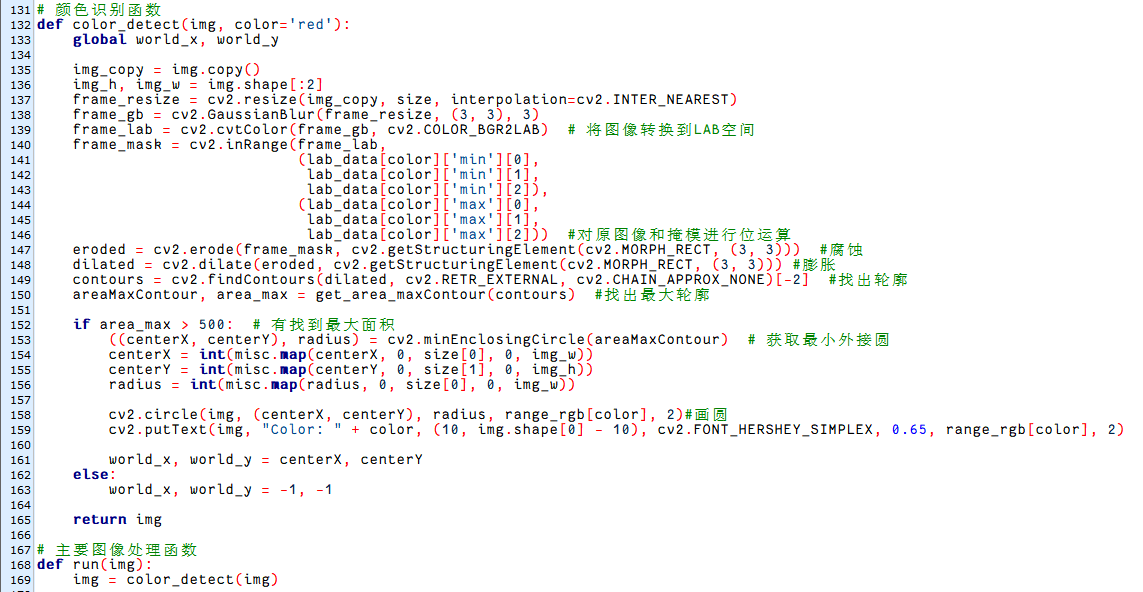 131 # 颜色识别函数
132 def color_detect(img, color='red'):
133     global world_x, world_y
134
135     img_copy = img.copy()
136     img_h, img_w = img.shape[:2]
137     frame_resize = cv2.resize(img_copy, size, interpolation=cv2.INTER_NEAREST)
138     frame_gb = cv2.GaussianBlur(frame_resize, (3, 3), 3)
139     frame_lab = cv2.cvtColor(frame_gb, cv2.COLOR_BGR2LAB)  # 将图像转换到LAB空间
140     frame_mask = cv2.inRange(frame_lab,
141                              (lab_data[color]['min'][0],
142                               lab_data[color]['min'][1],
143                               lab_data[color]['min'][2]),
144                              (lab_data[color]['max'][0],
145                               lab_data[color]['max'][1],
146                               lab_data[color]['max'][2]))  #对原图像和掩模进行位运算
147     eroded = cv2.erode(frame_mask, cv2.getStructuringElement(cv2.MORPH_RECT, (3, 3)))  #腐蚀
148     dilated = cv2.dilate(eroded, cv2.getStructuringElement(cv2.MORPH_RECT, (3, 3))) #膨胀
149     contours = cv2.findContours(dilated, cv2.RETR_EXTERNAL, cv2.CHAIN_APPROX_NONE)[-2]  #找出轮廓
150     areaMaxContour, area_max = get_area_maxContour(contours)  #找出最大轮廓
151
152     if area_max > 500:  # 有找到最大面积
153         ((centerX, centerY), radius) = cv2.minEnclosingCircle(areaMaxContour)  # 获取最小外接圆
154         centerX = int(misc.map(centerX, 0, size[0], 0, img_w))
155         centerY = int(misc.map(centerY, 0, size[1], 0, img_h))
156         radius = int(misc.map(radius, 0, size[0], 0, img_w))
157
158         cv2.circle(img, (centerX, centerY), radius, range_rgb[color], 2)#画圆
159         cv2.putText(img, "Color: " + color, (10, img.shape[0] - 10), cv2.FONT_HERSHEY_SIMPLEX, 0.65, range_rgb[color], 2)
160
161         world_x, world_y = centerX, centerY
162     else:
163         world_x, world_y = -1, -1
164
165     return img
166
167 # 主要图像处理函数
168 def run(img):
169     img = color_detect(img)